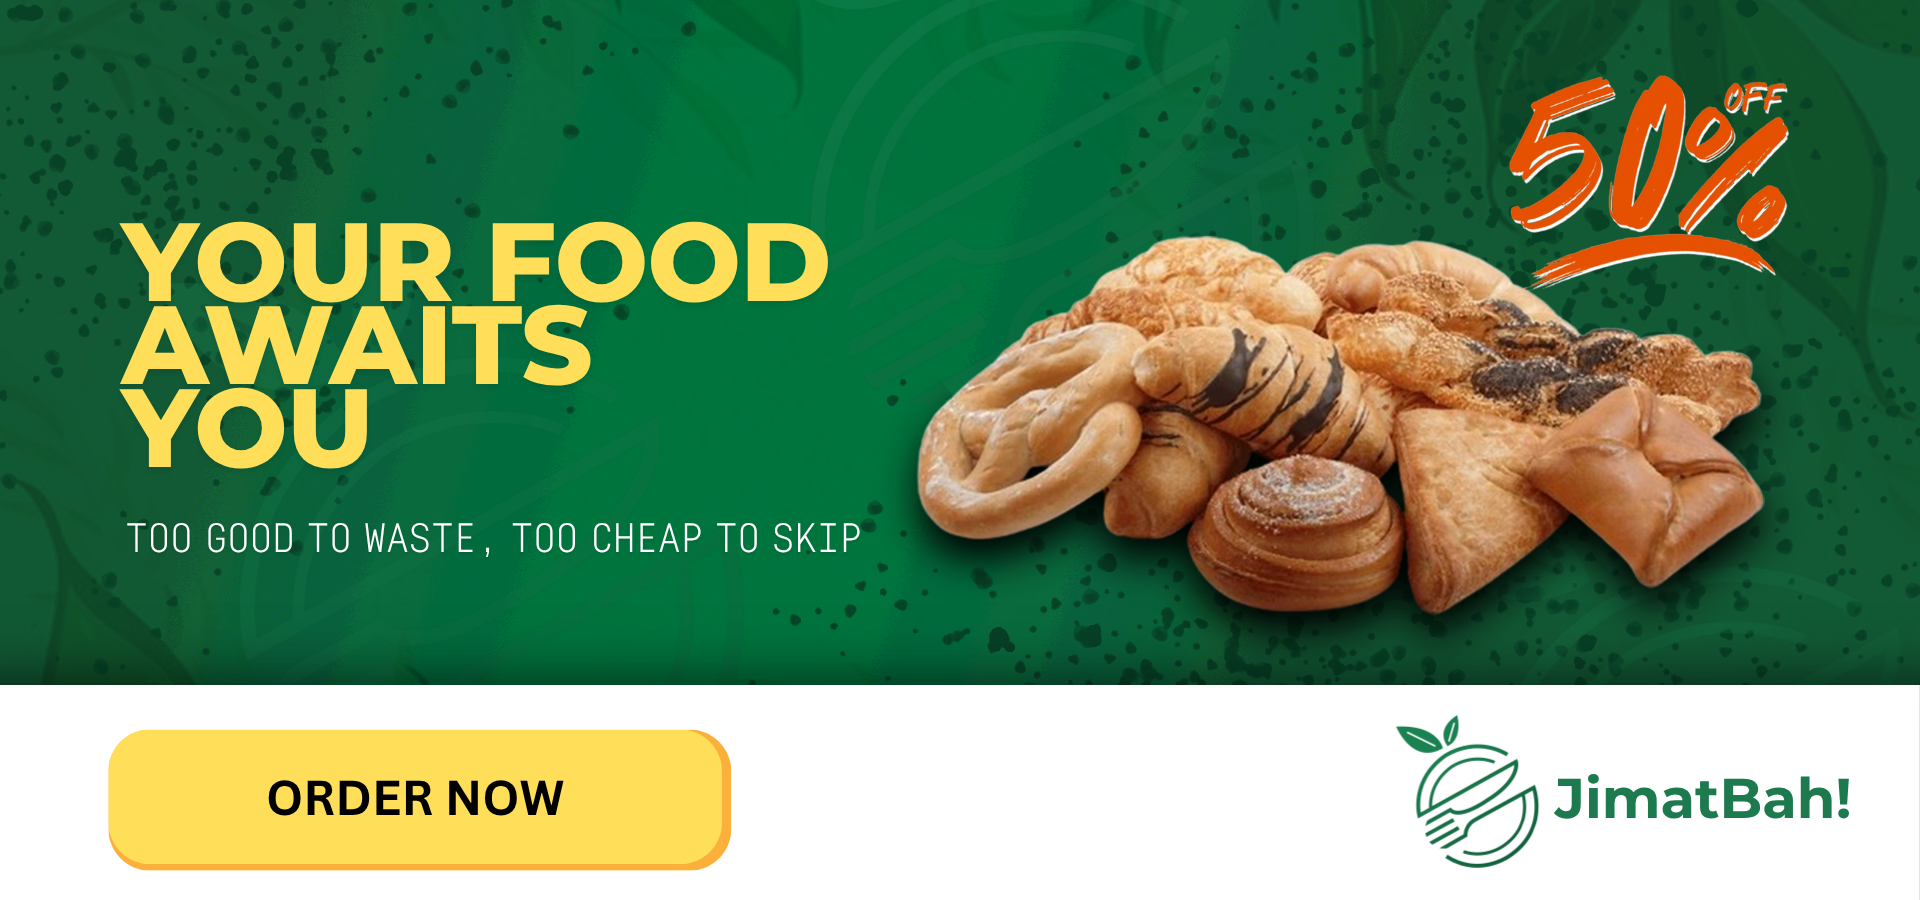 50% OFF
YOUR FOOD
AWAITS
YOU
TOO GOOD TO WASTE, TOO CHEAP TO SKIP
ORDER NOW
JimatBah!